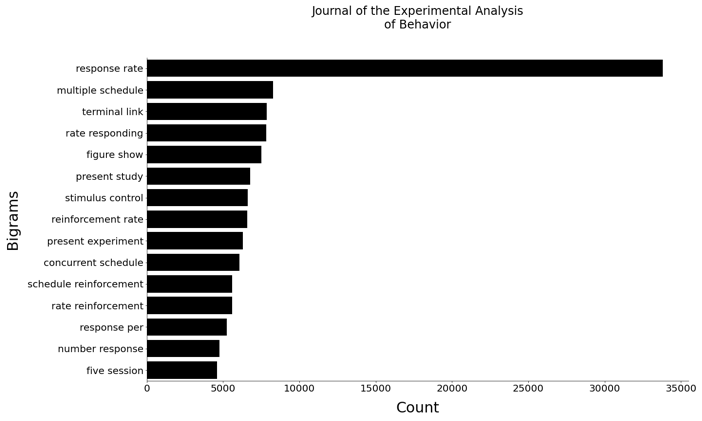 Journal of the Experimental Analysis
of Behavior
response rate
multiple schedule
terminal link
rate responding
figure show
present study
stimulus control
reinforcement rate
present experiment
concurrent schedule
schedule reinforcement
rate reinforcement
response per
number response
five session
Bigrams
0 5000 10000 15000 20000 25000 30000 35000
Count